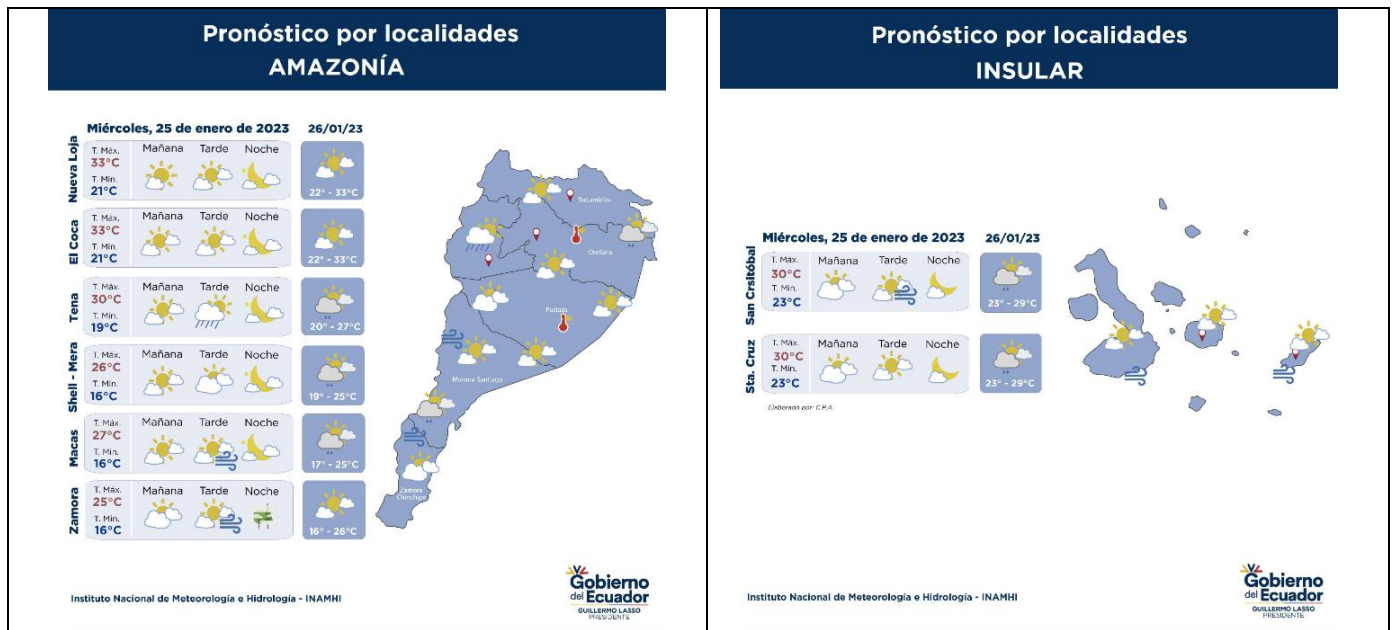 Pronóstico por localidades
AMAZONÍA
Miércoles, 25 de enero de 2023
26/01/23
Nueva Loja
T. Máx.
33°C
T. Mín.
21°C
Mañana
Tarde
Noche
22° - 33°C
El Coca
T. Máx.
33°C
T. Mín.
21°C
Mañana
Tarde
Noche
22° - 33°C
Tena
T. Máx.
30°C
T. Mín.
19°C
Mañana
Tarde
Noche
20° - 27°C
Shell - Mera
T. Máx.
26°C
T. Mín.
16°C
Mañana
Tarde
Noche
19° - 25°C
Macas
T. Máx.
27°C
T. Mín.
16°C
Mañana
Tarde
Noche
17° - 25°C
Zamora
T. Máx.
25°C
T. Mín.
16°C
Mañana
Tarde
Noche
16° - 26°C
Sucumbíos
Orellana
Pastaza
Morona Santiago
Zamora
Chinchipe
Instituto Nacional de Meteorología e Hidrología - INAMHI
Gobierno
del Ecuador
GUILLERMO LASSO
PRESIDENTE
Pronóstico por localidades
INSULAR
Miércoles, 25 de enero de 2023
26/01/23
San Crsitóbal
T. Máx.
30°C
T. Mín.
23°C
Mañana
Tarde
Noche
23° - 29°C
Sta. Cruz
T. Máx.
30°C
T. Mín.
23°C
Mañana
Tarde
Noche
23° - 29°C
Elaborado por: C.P.A.
Instituto Nacional de Meteorología e Hidrología - INAMHI
Gobierno
del Ecuador
GUILLERMO LASSO
PRESIDENTE